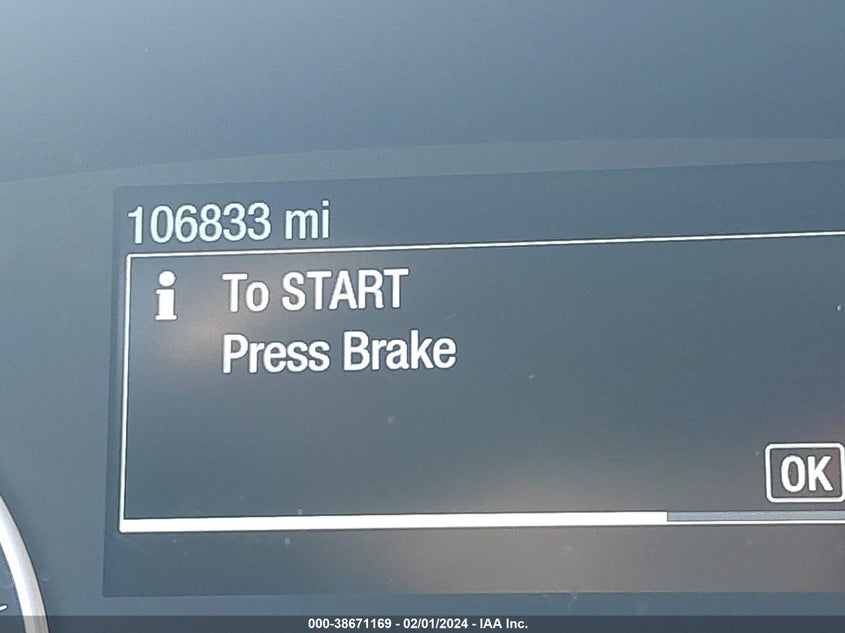 106833 mi
i To START
Press Brake
OK
000-38671169 - 02/01/2024 - IAA Inc.